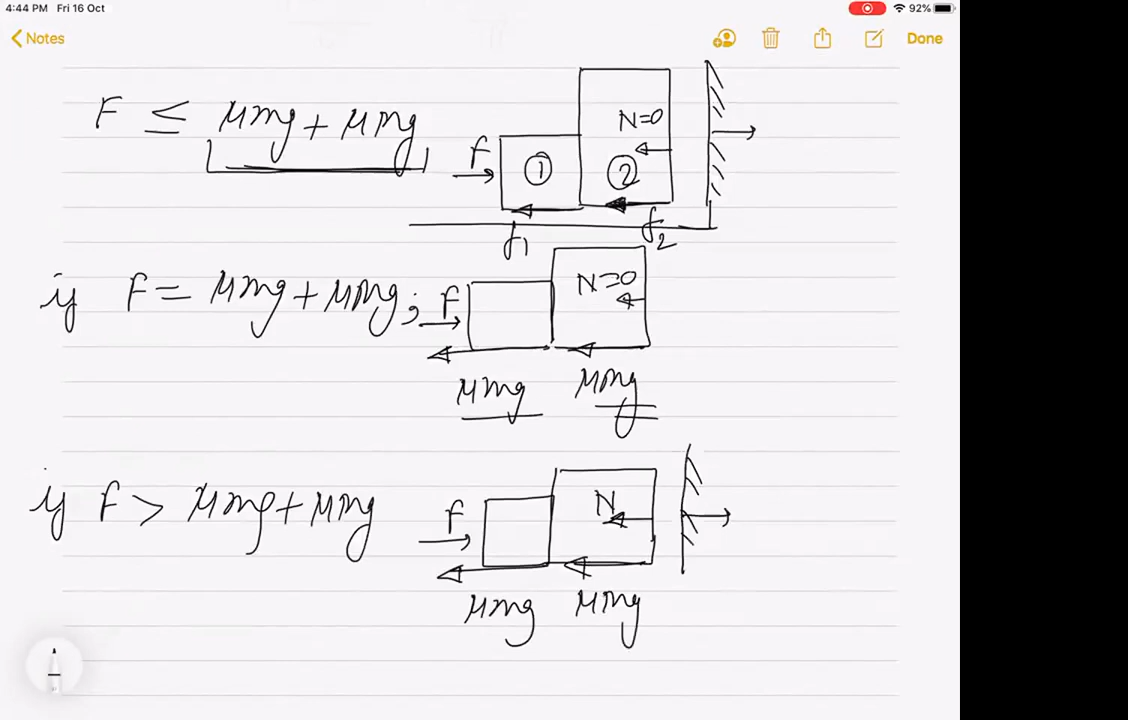 4:44 PM Fri 16 Oct
92%
Notes
Done
F ≤ μmg + μmg
F
N=0
① ②
f1
f2
if F = μmg + μmg;
F
N=0
μmg μmg
if F > μmg + μmg
F
N
μmg μmg